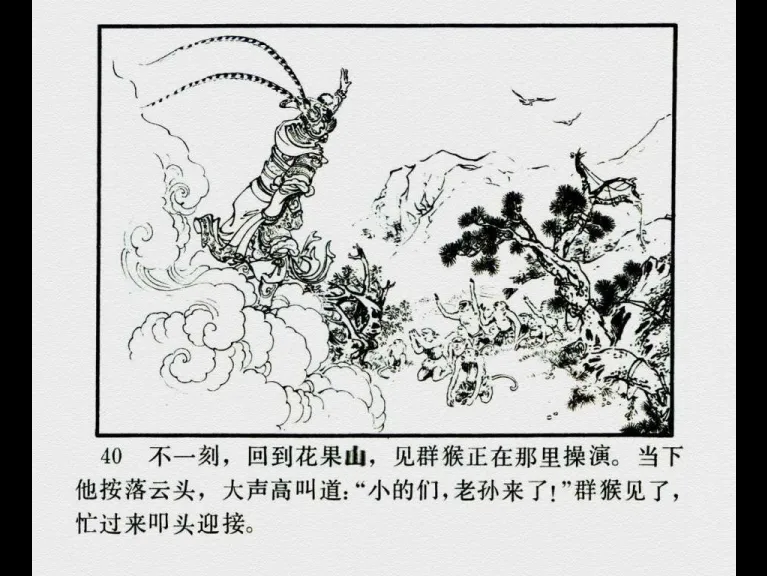 40 不一刻，回到花果山，见群猴正在那里操演。当下
他按落云头，大声高叫道：“小的们，老孙来了！”群猴见了，
忙过来叩头迎接。